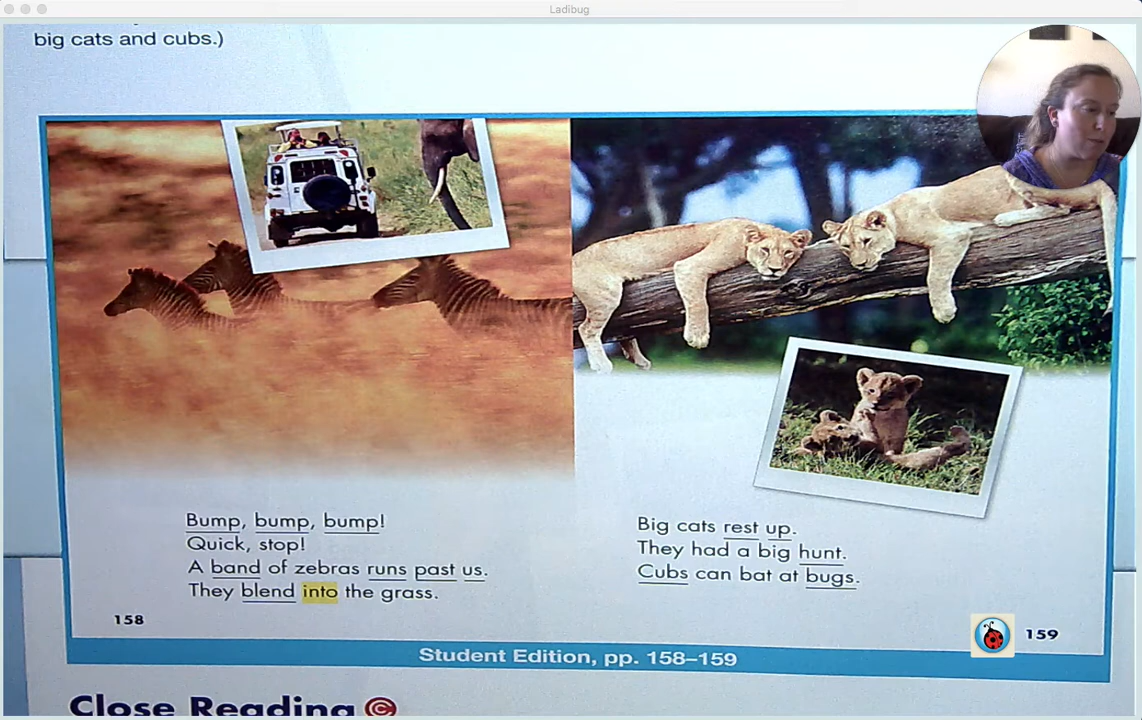 Ladibug
big cats and cubs.)
Bump, bump, bump!
Quick, stop!
A band of zebras runs past us.
They blend into the grass.
158
Big cats rest up.
They had a big hunt.
Cubs can bat at bugs.
159
Student Edition, pp. 158–159
Close Reading